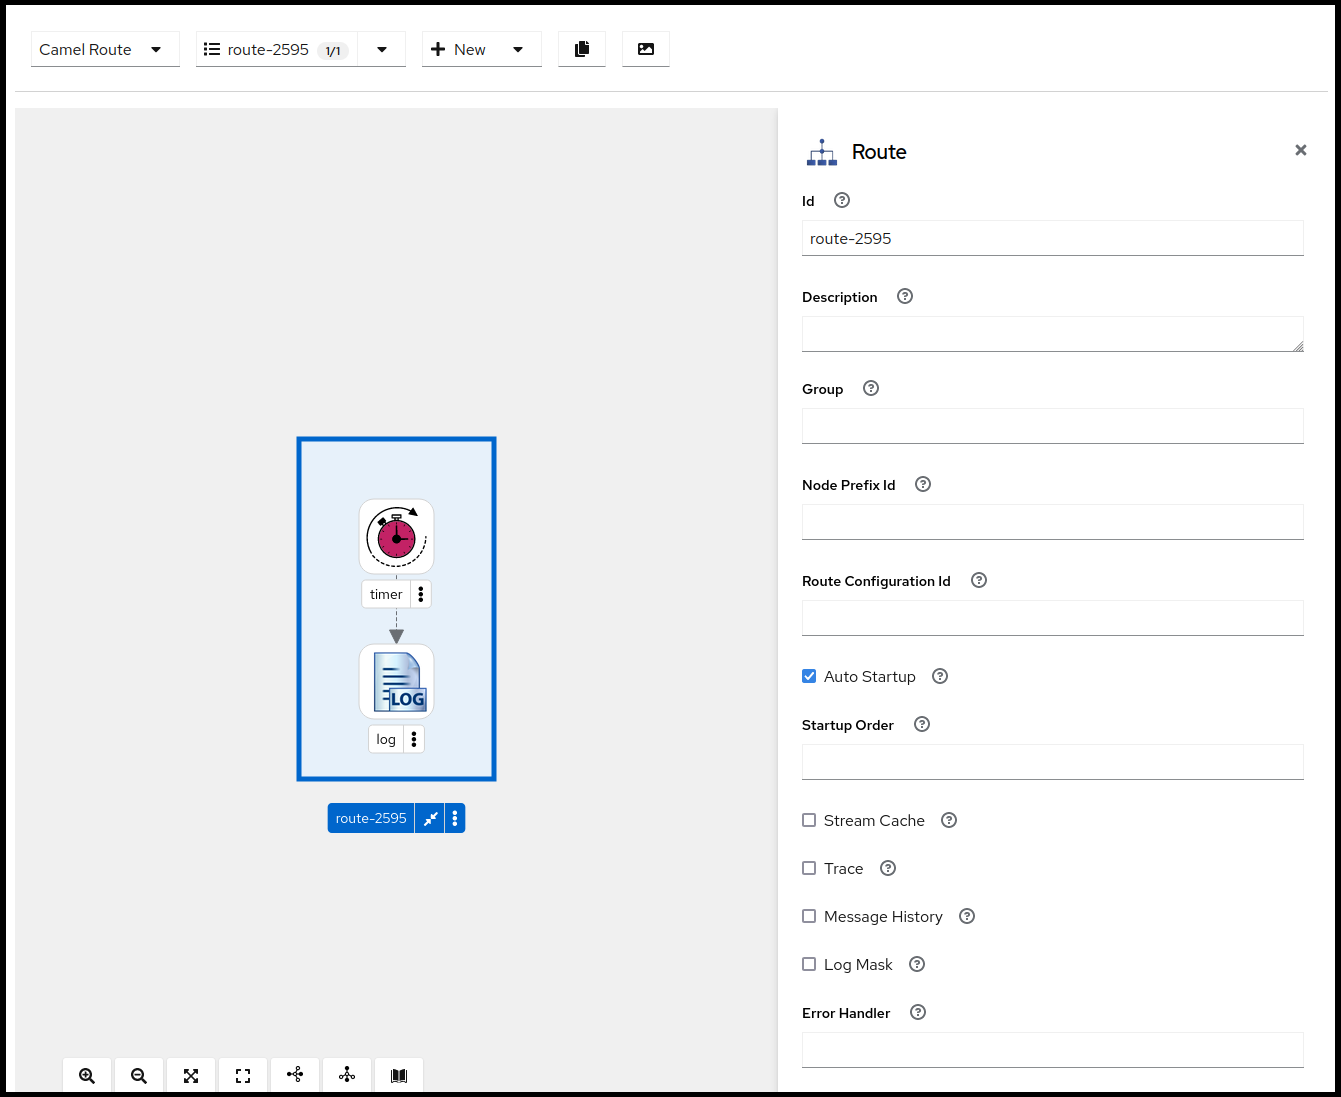 Camel Route
route-2595 1/1
New
Route
Id
route-2595
Description
Group
Node Prefix Id
Route Configuration Id
Auto Startup
Startup Order
Stream Cache
Trace
Message History
Log Mask
Error Handler
timer
LOG
log
route-2595